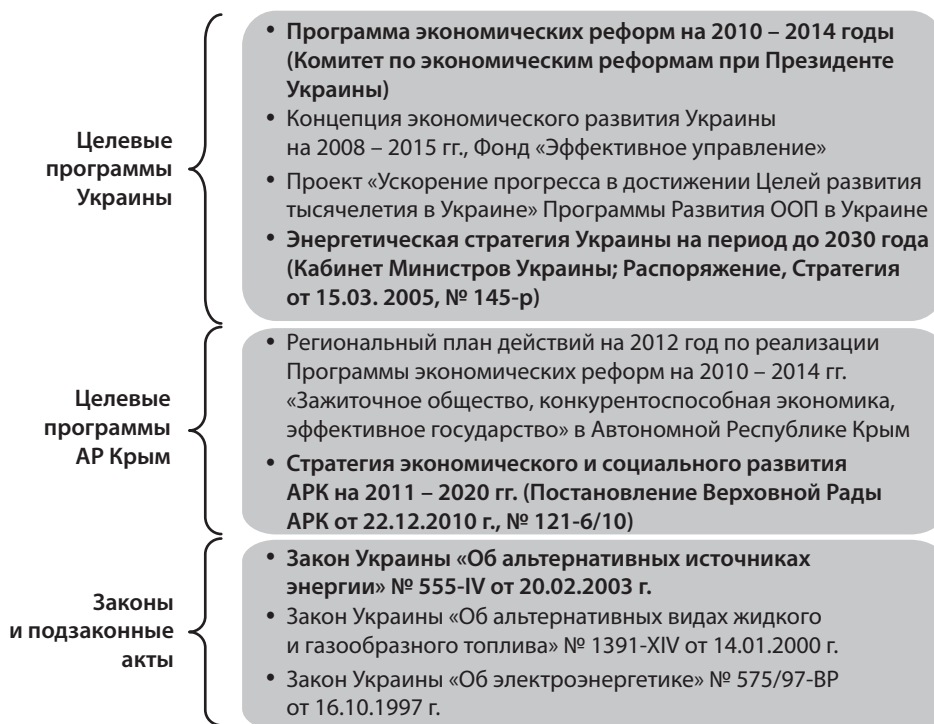 Целевые
программы
Украины
• Программа экономических реформ на 2010 – 2014 годы
(Комитет по экономическим реформам при Президенте
Украины)
• Концепция экономического развития Украины
на 2008 – 2015 гг., Фонд «Эффективное управление»
• Проект «Ускорение прогресса в достижении Целей развития
тысячелетия в Украине» Программы Развития ООП в Украине
• Энергетическая стратегия Украины на период до 2030 года
(Кабинет Министров Украины; Распоряжение, Стратегия
от 15.03. 2005, № 145-р)
Целевые
программы
АР Крым
• Региональный план действий на 2012 год по реализации
Программы экономических реформ на 2010 – 2014 гг.
«Зажиточное общество, конкурентоспособная экономика,
эффективное государство» в Автономной Республике Крым
• Стратегия экономического и социального развития
АРК на 2011 – 2020 гг. (Постановление Верховной Рады
АРК от 22.12.2010 г., № 121-6/10)
Законы
и подзаконные
акты
• Закон Украины «Об альтернативных источниках
энергии» № 555-IV от 20.02.2003 г.
• Закон Украины «Об альтернативных видах жидкого
и газообразного топлива» № 1391-XIV от 14.01.2000 г.
• Закон Украины «Об электроэнергетике» № 575/97-ВР
от 16.10.1997 г.